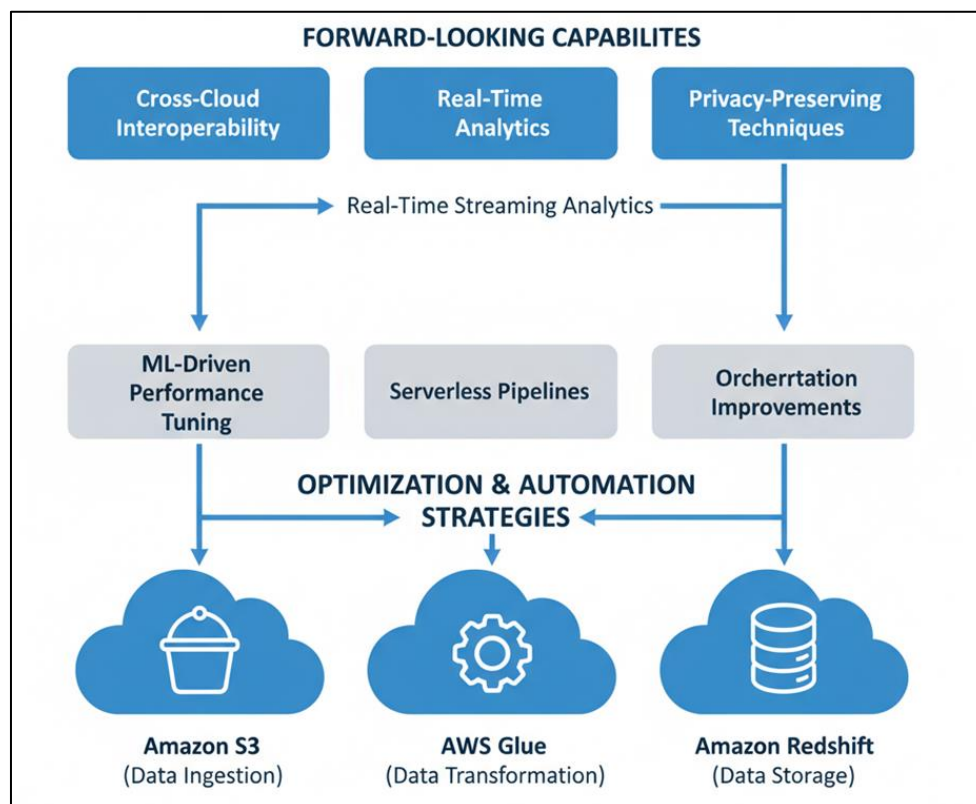 FORWARD-LOOKING CAPABILITES
Cross-Cloud
Interoperability
Real-Time
Analytics
Privacy-Preserving
Techniques
Real-Time Streaming Analytics
ML-Driven
Performance
Tuning
Serverless Pipelines
Orcherrtation
Improvements
OPTIMIZATION & AUTOMATION
STRATEGIES
Amazon S3
(Data Ingestion)
AWS Glue
(Data Transformation)
Amazon Redshift
(Data Storage)